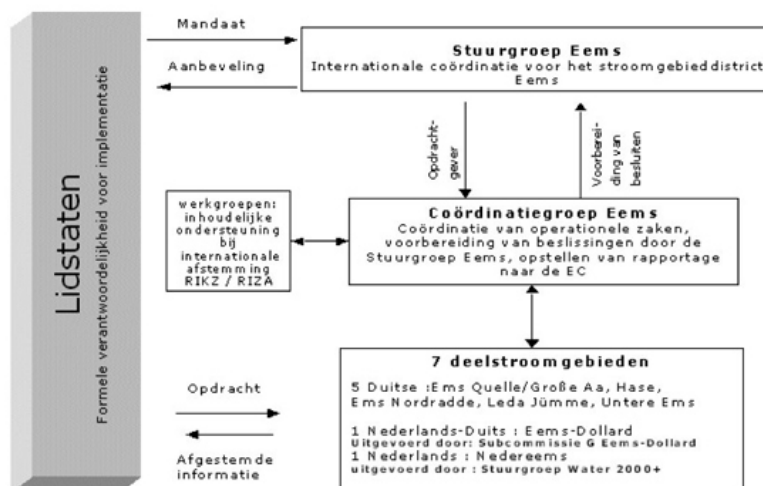 Lidstaten
Formele verantwoordelijkheid voor implementatie
Mandaat
Aanbeveling
Stuurgroep Eems
Internationale coördinatie voor het stroomgebieddistrict
Eems
Opdracht-
gever
Voorberei-
ding van
besluiten
werkgroepen:
inhoudelijke
ondersteuning
bij
internationale
afstemming
RIKZ / RIZA
Coördinatiegroep Eems
Coördinatie van operationele zaken,
voorbereiding van beslissingen door de
Stuurgroep Eems, opstellen van rapportage
naar de EC
Opdracht
Afgestemde
informatie
7 deelstroomgebieden
5 Duitse :Ems Quelle/Große Aa, Hase,
Ems Nordradde, Leda Jümme, Untere Ems
1 Nederlands-Duits : Eems-Dollard
Uitgevoerd door: Subcommissie G Eems-Dollard
1 Nederlands : Nedereems
uitgevoerd door : Stuurgroep Water 2000+